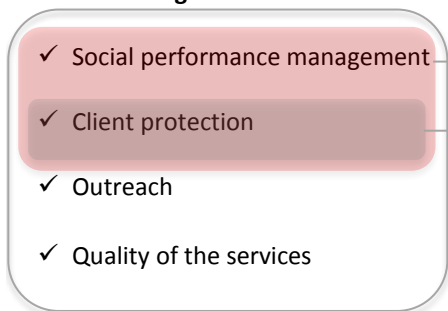 ✓ Social performance management
✓ Client protection
✓ Outreach
✓ Quality of the services